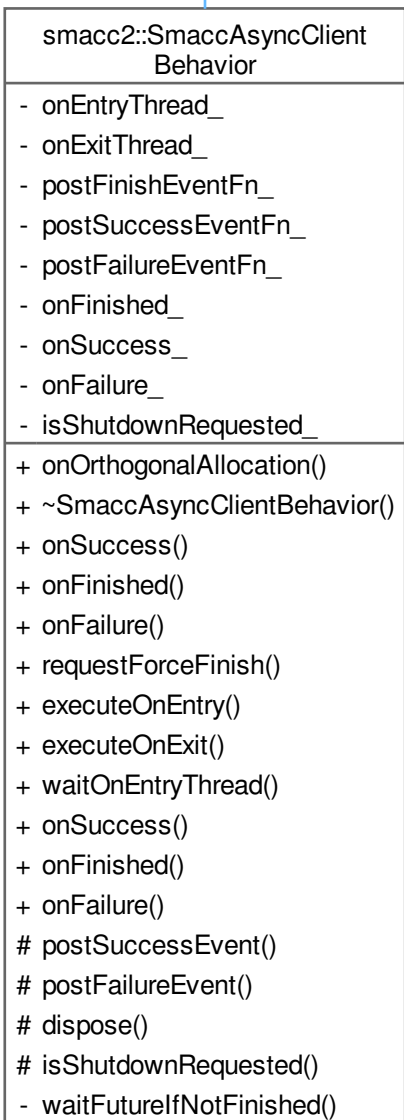 smacc2::SmaccAsyncClient
Behavior
- onEntryThread_
- onExitThread_
- postFinishEventFn_
- postSuccessEventFn_
- postFailureEventFn_
- onFinished_
- onSuccess_
- onFailure_
- isShutdownRequested_
+ onOrthogonalAllocation()
+ ~SmaccAsyncClientBehavior()
+ onSuccess()
+ onFinished()
+ onFailure()
+ requestForceFinish()
+ executeOnEntry()
+ executeOnExit()
+ waitOnEntryThread()
+ onSuccess()
+ onFinished()
+ onFailure()
# postSuccessEvent()
# postFailureEvent()
# dispose()
# isShutdownRequested()
- waitFutureIfNotFinished()